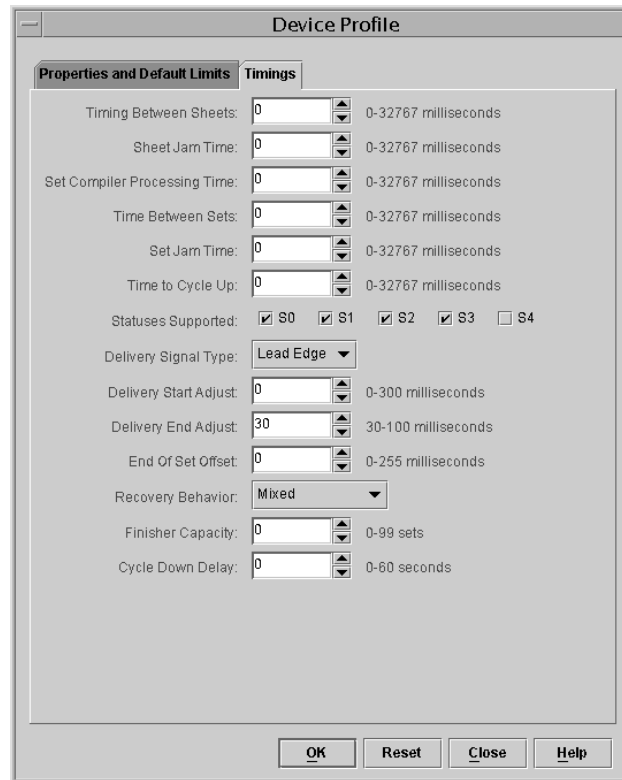 Device Profile
Properties and Default Limits Timings
Timing Between Sheets: 0 0-32767 milliseconds
Sheet Jam Time: 0 0-32767 milliseconds
Set Compiler Processing Time: 0 0-32767 milliseconds
Time Between Sets: 0 0-32767 milliseconds
Set Jam Time: 0 0-32767 milliseconds
Time to Cycle Up: 0 0-32767 milliseconds
Statuses Supported: S0 S1 S2 S3 S4
Delivery Signal Type: Lead Edge
Delivery Start Adjust: 0 0-300 milliseconds
Delivery End Adjust: 30 30-100 milliseconds
End Of Set Offset: 0 0-255 milliseconds
Recovery Behavior: Mixed
Finisher Capacity: 0 0-99 sets
Cycle Down Delay: 0 0-60 seconds
OK Reset Close Help